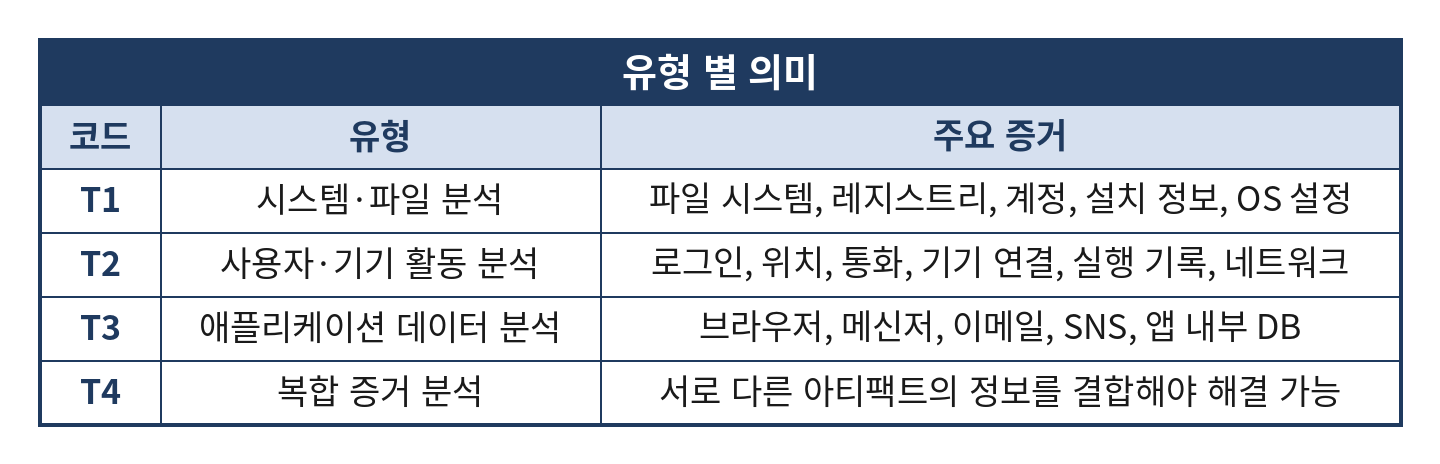 유형 별 의미
코드 유형 주요 증거
T1 시스템·파일 분석 파일 시스템, 레지스트리, 계정, 설치 정보, OS 설정
T2 사용자·기기 활동 분석 로그인, 위치, 통화, 기기 연결, 실행 기록, 네트워크
T3 애플리케이션 데이터 분석 브라우저, 메신저, 이메일, SNS, 앱 내부 DB
T4 복합 증거 분석 서로 다른 아티팩트의 정보를 결합해야 해결 가능